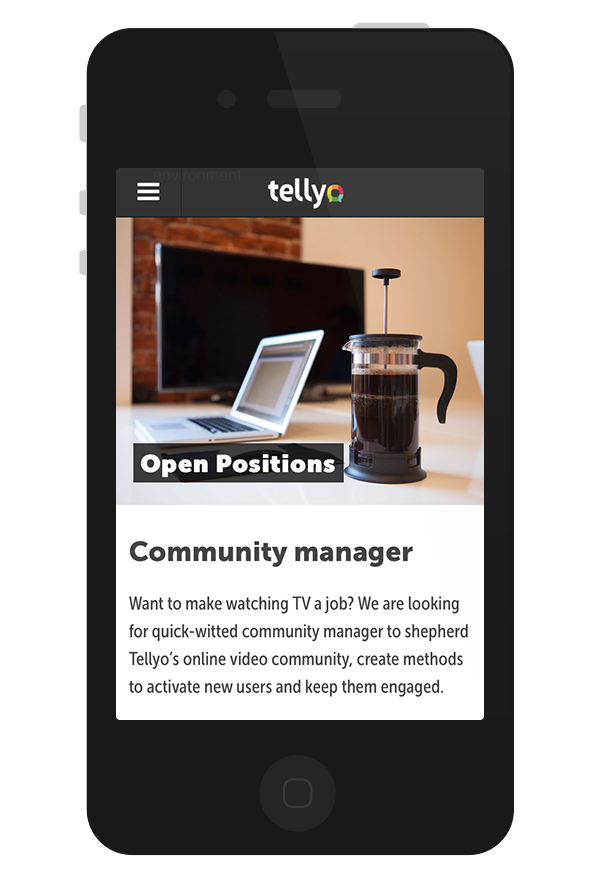 environment
tellyo
Open Positions
Community manager
Want to make watching TV a job? We are looking
for quick-witted community manager to shepherd
Tellyo’s online video community, create methods
to activate new users and keep them engaged.